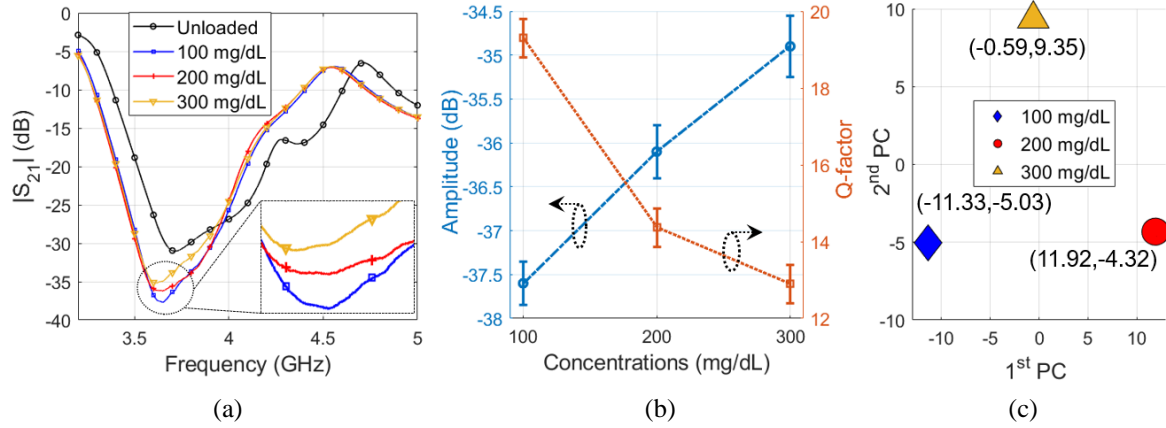 0
-5
-10
-15
-20
-25
-30
-35
-40
|S21| (dB)
Unloaded
100 mg/dL
200 mg/dL
300 mg/dL
3.5
4
4.5
5
Frequency (GHz)
(a)
-34.5
-35
-35.5
-36
-36.5
-37
-37.5
-38
Amplitude (dB)
20
19
18
17
16
15
14
13
12
Q-factor
100
200
300
Concentrations (mg/dL)
(b)
10
5
0
-5
-10
2nd PC
(-0.59,9.35)
100 mg/dL
200 mg/dL
300 mg/dL
(-11.33,-5.03)
(11.92,-4.32)
-10
-5
0
5
10
1st PC
(c)